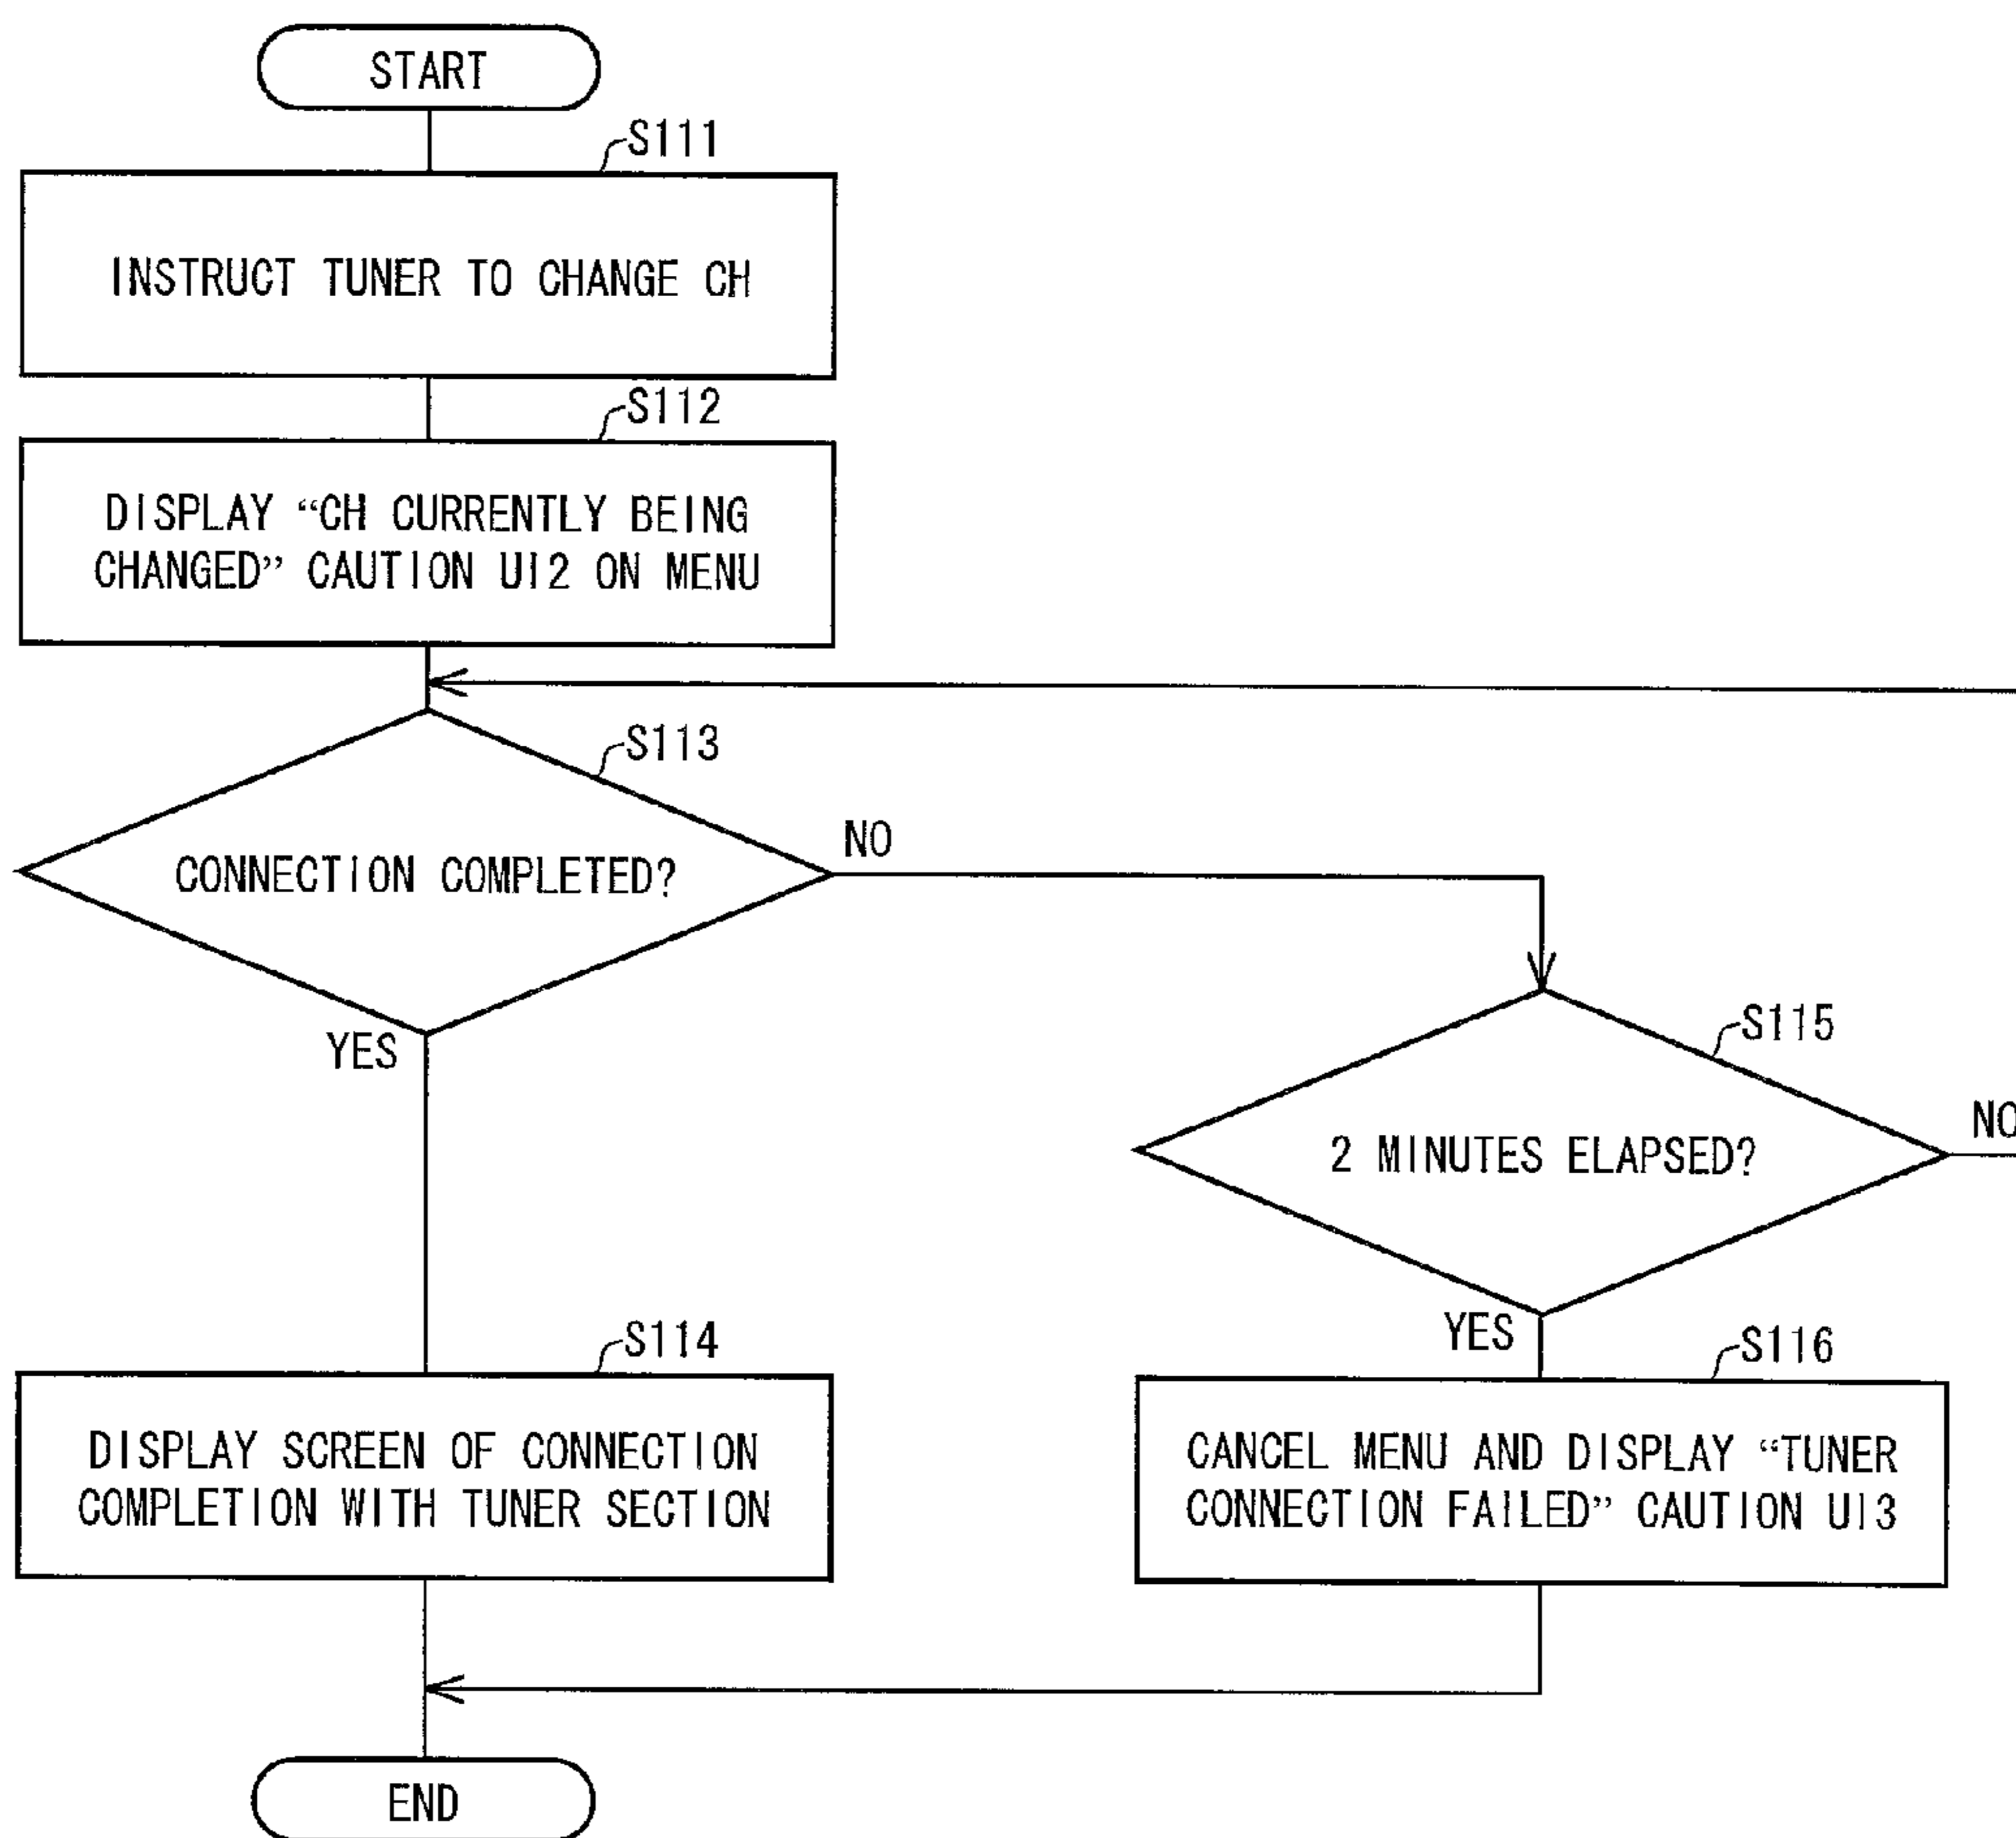 START
S111
INSTRUCT TUNER TO CHANGE CH
S112
DISPLAY “CH CURRENTLY BEING
CHANGED” CAUTION UI2 ON MENU
S113
CONNECTION COMPLETED?
NO
YES
S115
2 MINUTES ELAPSED?
NO
YES
S114
DISPLAY SCREEN OF CONNECTION
COMPLETION WITH TUNER SECTION
S116
CANCEL MENU AND DISPLAY “TUNER
CONNECTION FAILED” CAUTION UI3
END